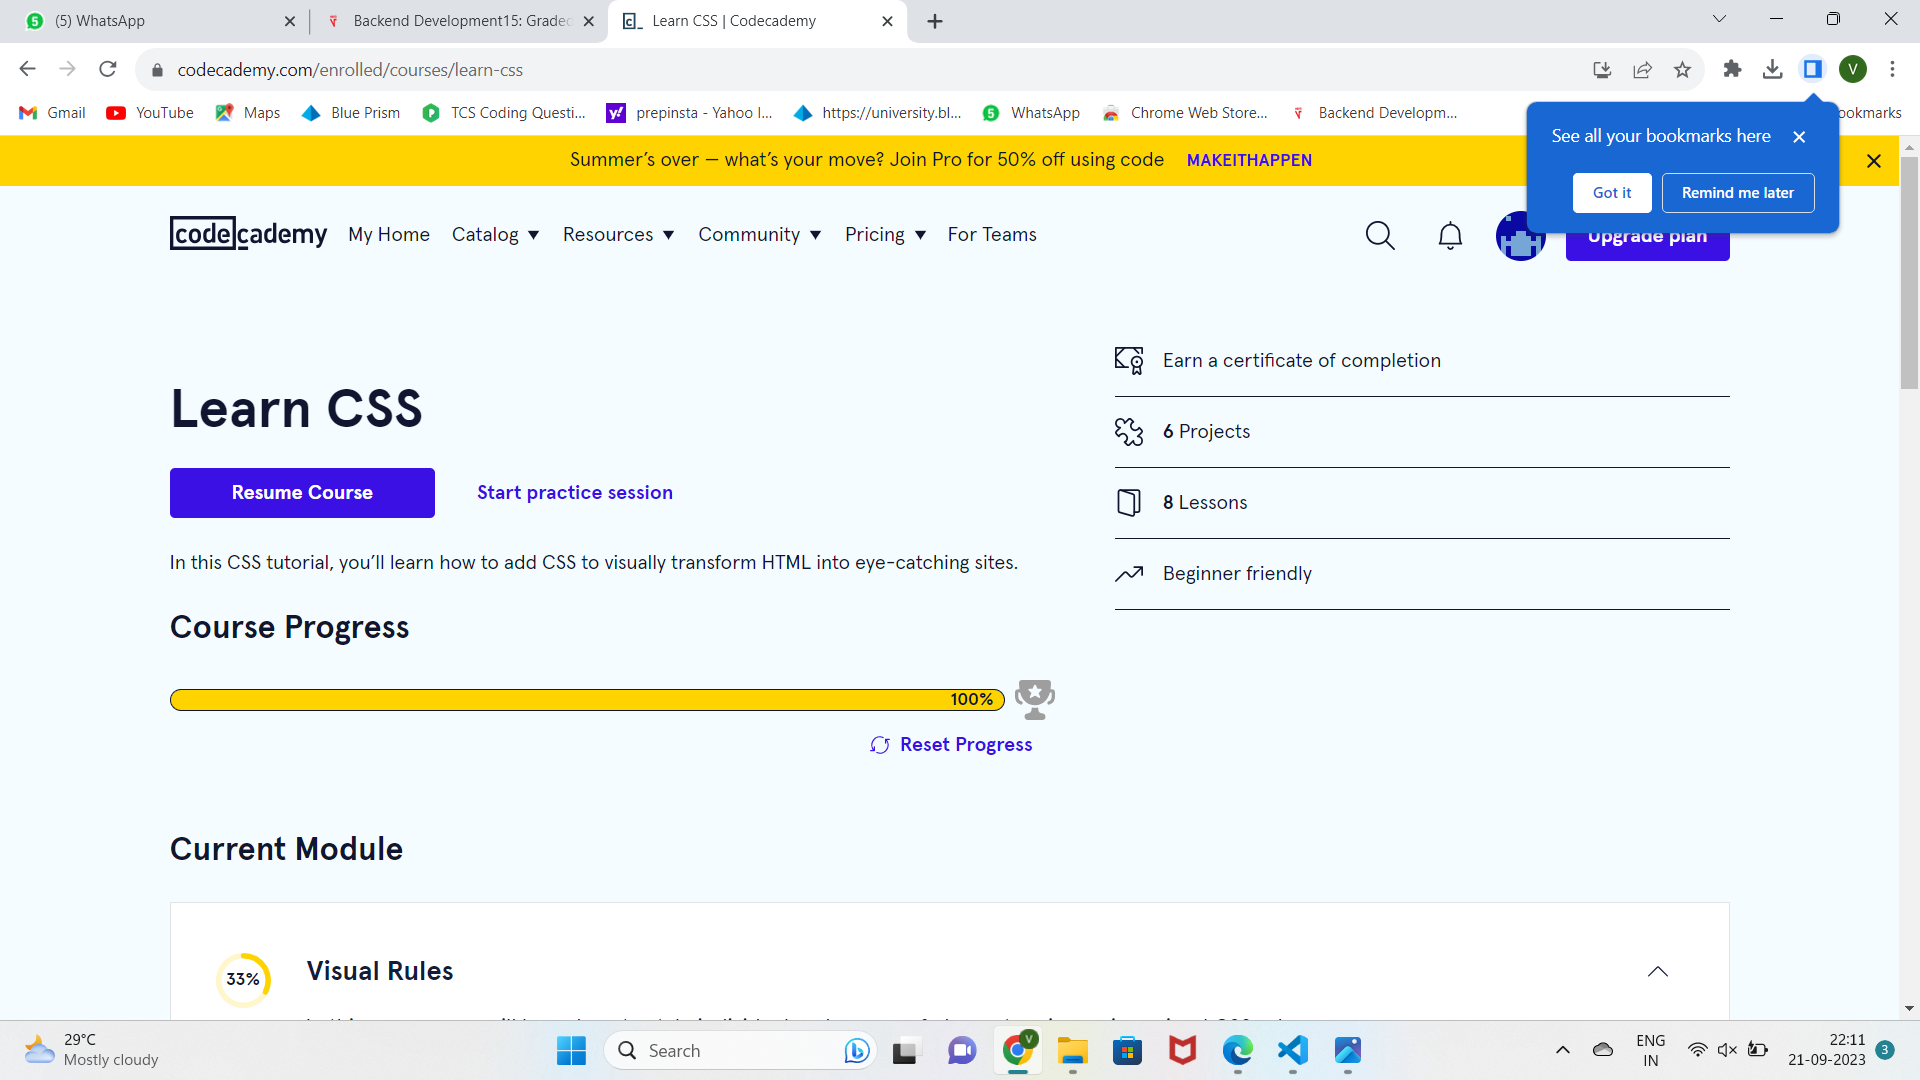 (5) WhatsApp
Backend Development15: Graded
Learn CSS | Codecademy
codecademy.com/enrolled/courses/learn-css
V
Gmail
YouTube
Maps
Blue Prism
TCS Coding Questi...
prepinsta - Yahoo I...
https://university.bl...
WhatsApp
Chrome Web Store...
Backend Developm...
ookmarks
See all your bookmarks here
Got it
Remind me later
Summer’s over — what’s your move? Join Pro for 50% off using code MAKEITHAPPEN
codecademy
My Home
Catalog
Resources
Community
Pricing
For Teams
Upgrade plan
Learn CSS
Resume Course
Start practice session
In this CSS tutorial, you’ll learn how to add CSS to visually transform HTML into eye-catching sites.
Earn a certificate of completion
6 Projects
8 Lessons
Beginner friendly
Course Progress
100%
Reset Progress
Current Module
33%
Visual Rules
29°C
Mostly cloudy
Search
V
ENG
IN
22:11
21-09-2023
3